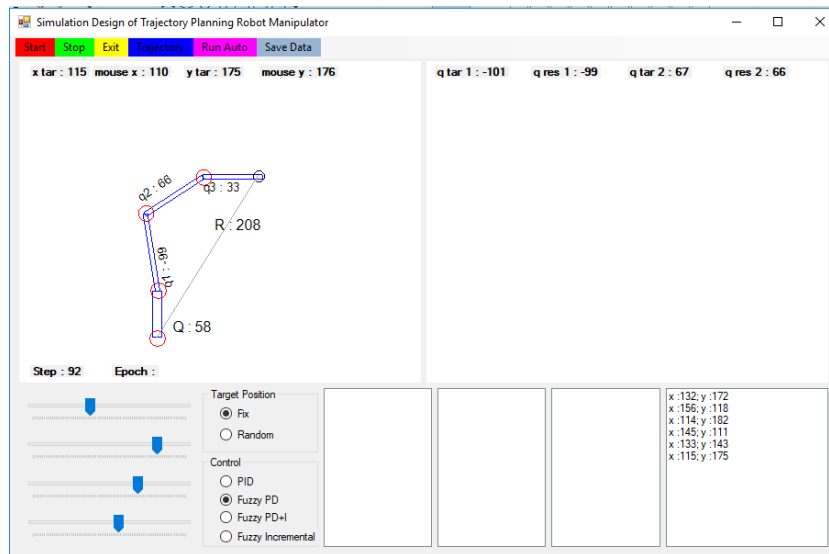 Simulation Design of Trajectory Planning Robot Manipulator
Start Stop Exit Trajectory Run Auto Save Data
x tar : 115 mouse x : 110 y tar : 175 mouse y : 176
q tar 1 : -101 q res 1 : -99 q tar 2 : 67 q res 2 : 66
q2 : 66
q3 : 33
R : 208
q1 : -99
Q : 58
Step : 92 Epoch :
Target Position
Fix
Random
Control
PID
Fuzzy PD
Fuzzy PD+I
Fuzzy Incremental
x :132; y :172
x :156; y :118
x :114; y :182
x :145; y :111
x :133; y :143
x :115; y :175